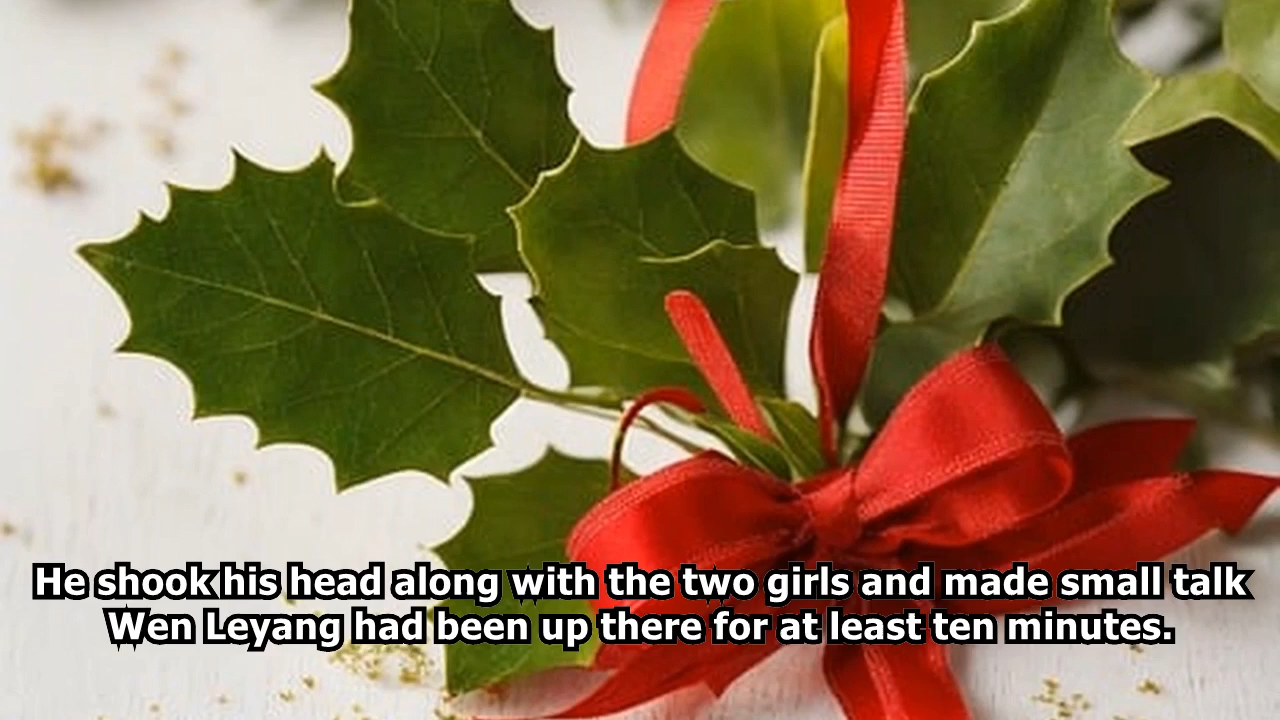 He shook his head along with the two girls and made small talk
Wen Leyang had been up there for at least ten minutes.